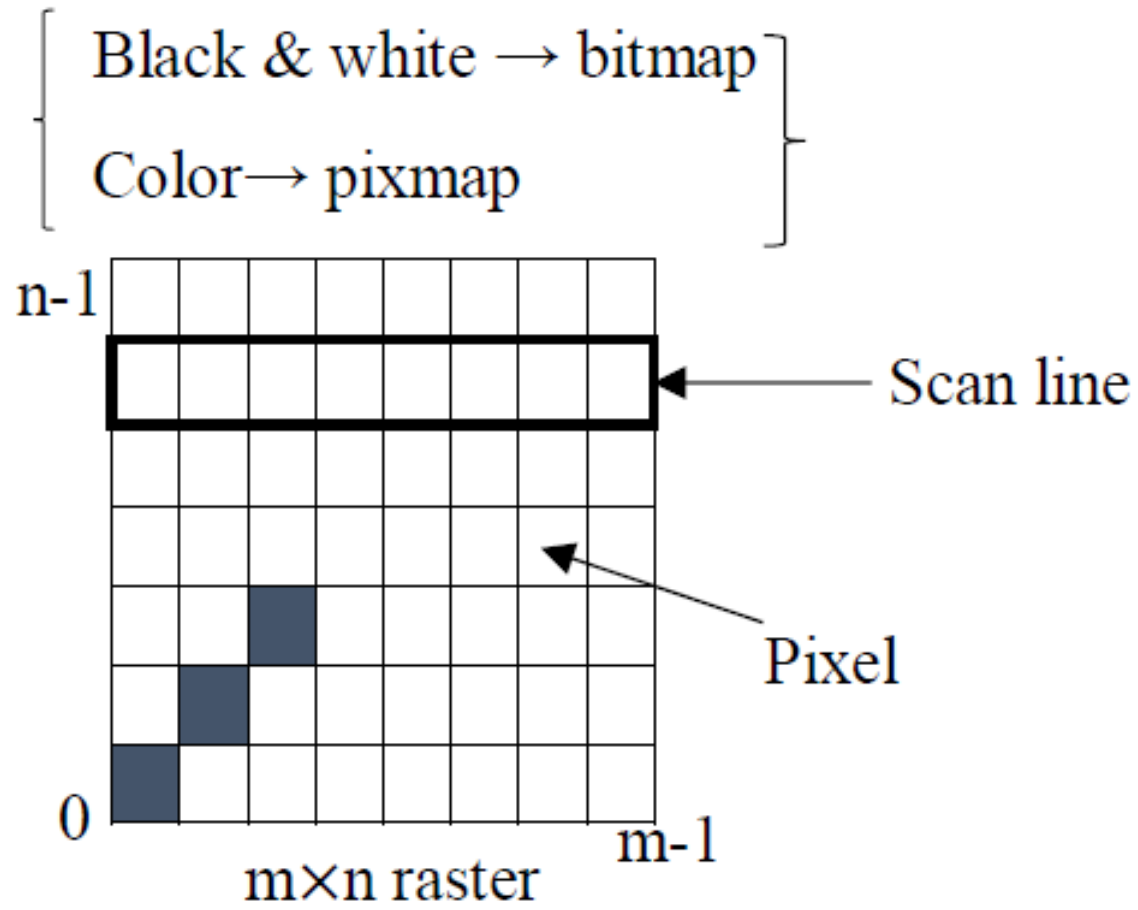 Black & white → bitmap
Color→ pixmap
n-1
Scan line
Pixel
0
m-1
m×n raster